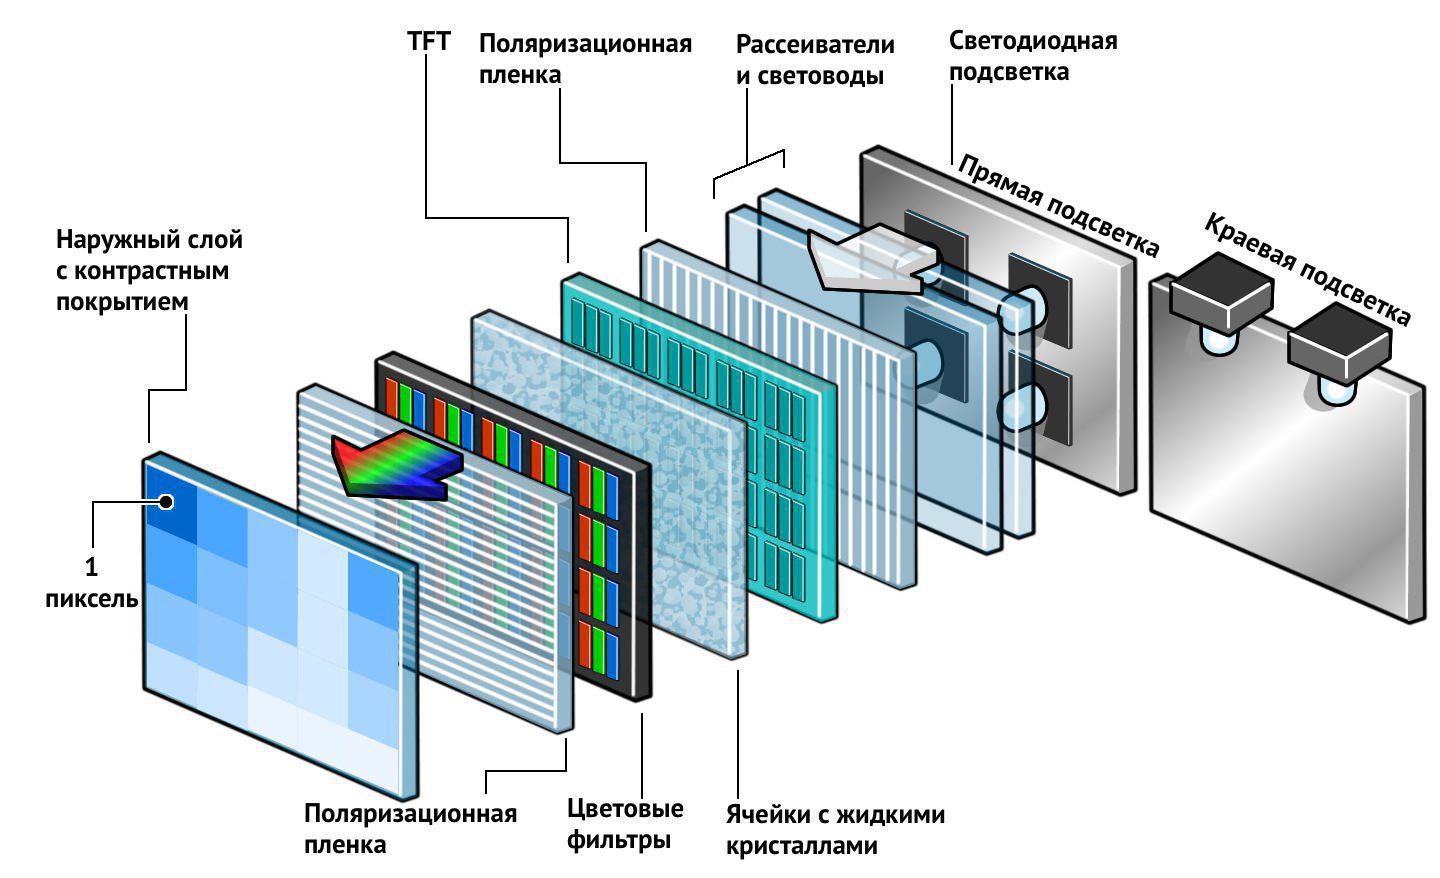 TFT
Поляризационная
пленка
Рассеиватели
и световоды
Светодиодная
подсветка
Прямая подсветка
Краевая подсветка
Наружный слой
с контрастным
покрытием
1
пиксель
Поляризационная
пленка
Цветовые
фильтры
Ячейки с жидкими
кристаллами